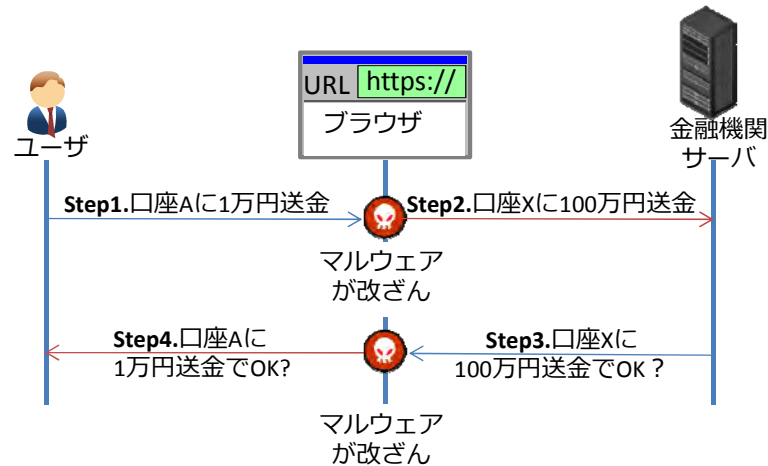 URL https://
ブラウザ
ユーザ
金融機関
サーバ
Step1.口座Aに1万円送金
Step2.口座Xに100万円送金
マルウェア
が改ざん
Step4.口座Aに
1万円送金でOK?
Step3.口座Xに
100万円送金でOK？
マルウェア
が改ざん